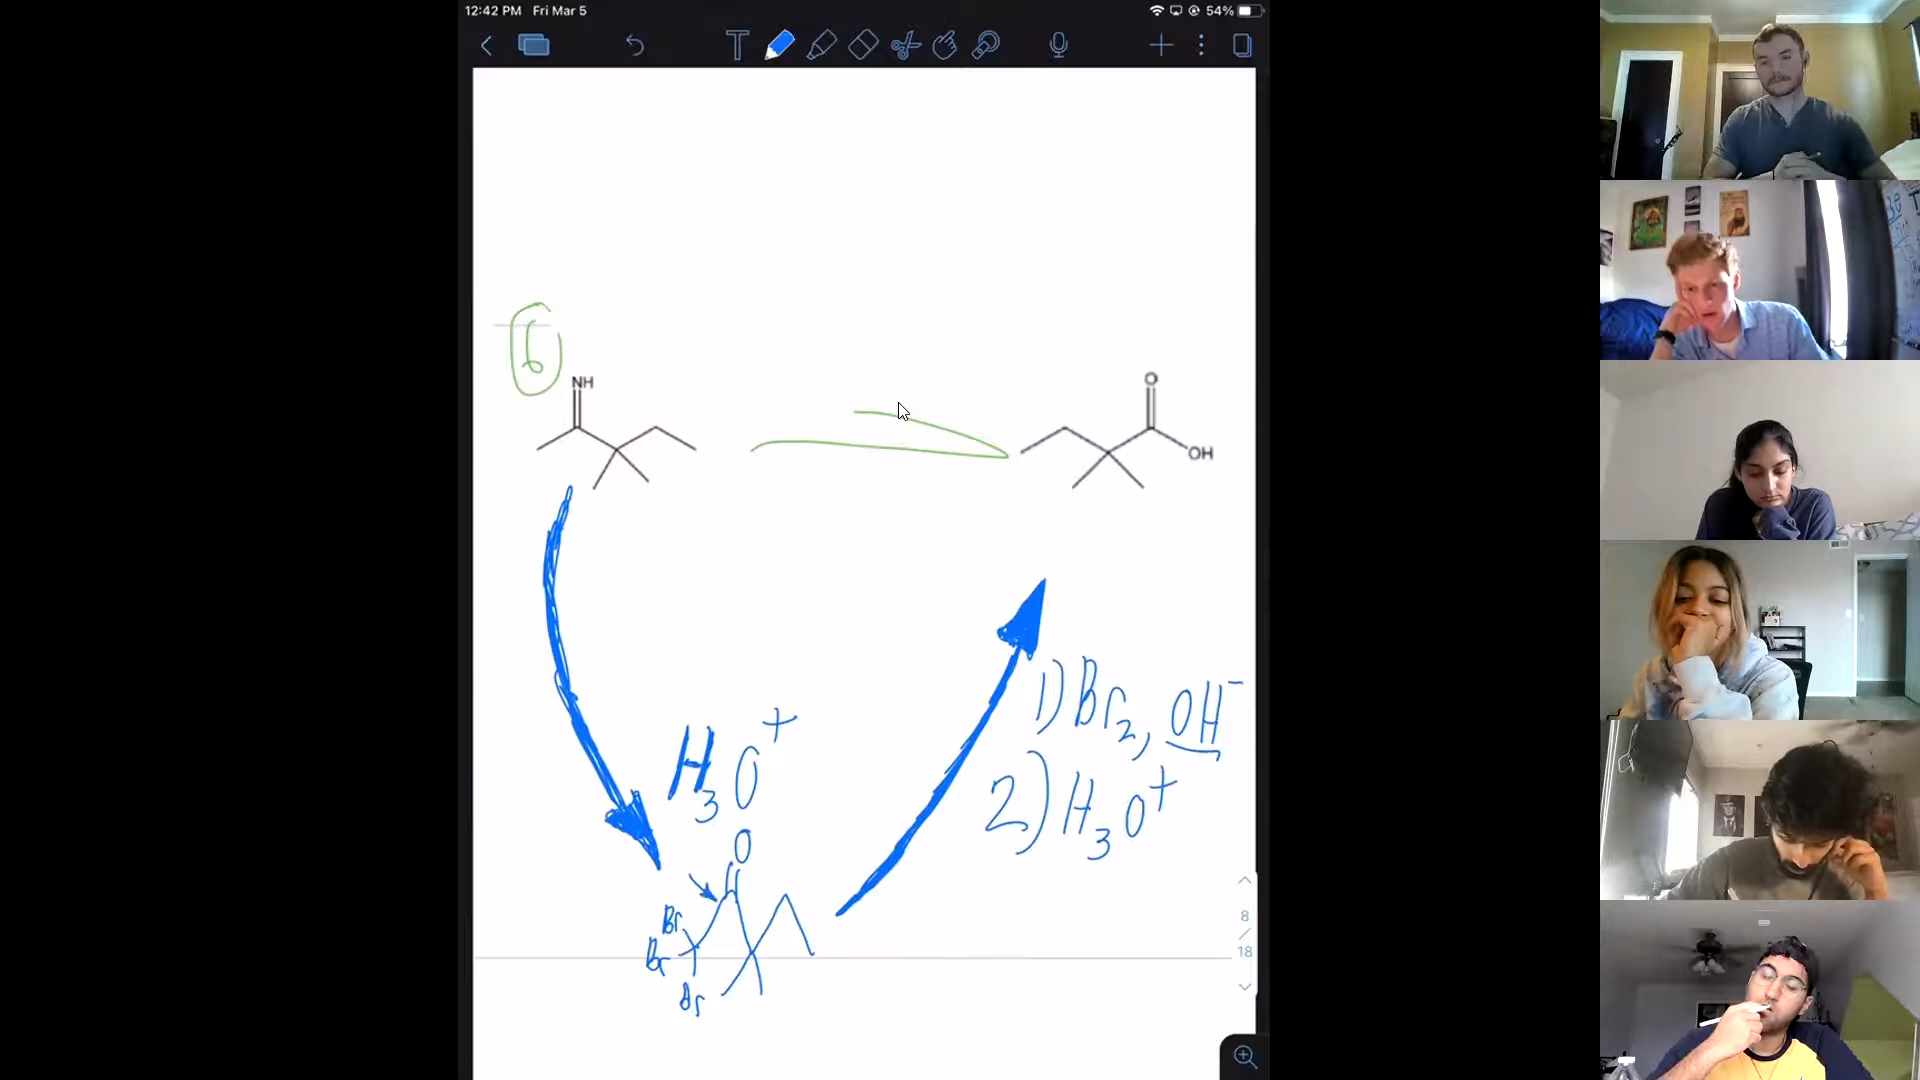 12:42 PM Fri Mar 5
54%
T
6
NH
O
OH
1) Br2, OH-
2) H3O+
H3O+
O
Br
Br
Br
8
/
18